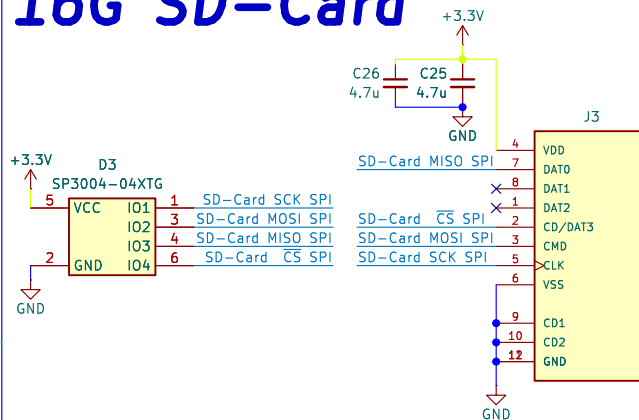 16G SD-Card
+3.3V
C26
4.7u
C25
4.7u
GND
J3
+3.3V
D3
SP3004-04XTG
5 VCC
2 GND
IO1 1 SD-Card SCK SPI
IO2 3 SD-Card MOSI SPI
IO3 4 SD-Card MISO SPI
IO4 6 SD-Card CS SPI
GND
4 VDD
SD-Card MISO SPI 7 DAT0
8 DAT1
1 DAT2
SD-Card CS SPI 2 CD/DAT3
SD-Card MOSI SPI 3 CMD
SD-Card SCK SPI 5 CLK
6 VSS
9 CD1
10 CD2
GND
GND